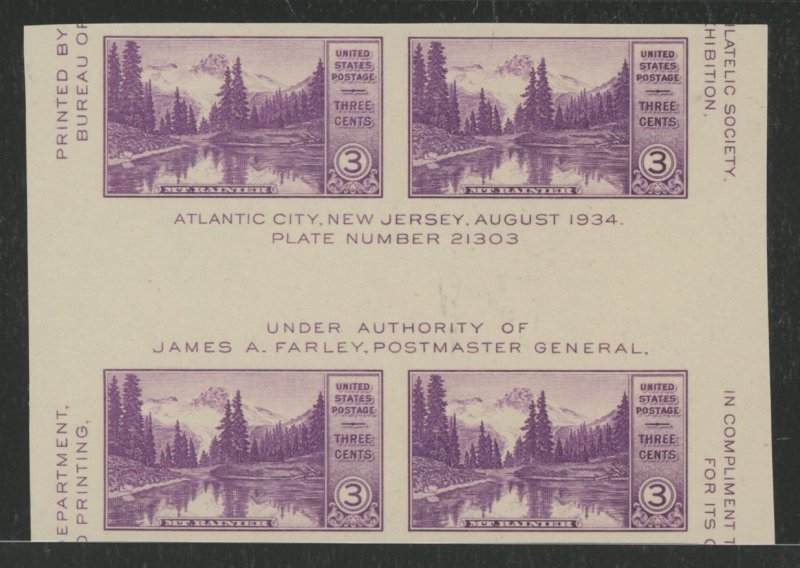 PRINTED BY
BUREAU OF
UNITED
STATES
POSTAGE
THREE
CENTS
3
MT. RAINIER
UNITED
STATES
POSTAGE
THREE
CENTS
3
MT. RAINIER
ILATELIC SOCIETY,
HIBITION,
ATLANTIC CITY, NEW JERSEY, AUGUST 1934.
PLATE NUMBER 21303
UNDER AUTHORITY OF
JAMES A. FARLEY, POSTMASTER GENERAL,
EPARTMENT,
D PRINTING,
UNITED
STATES
POSTAGE
THREE
CENTS
3
MT. RAINIER
UNITED
STATES
POSTAGE
THREE
CENTS
3
MT. RAINIER
IN COMPLIMENT T
FOR ITS